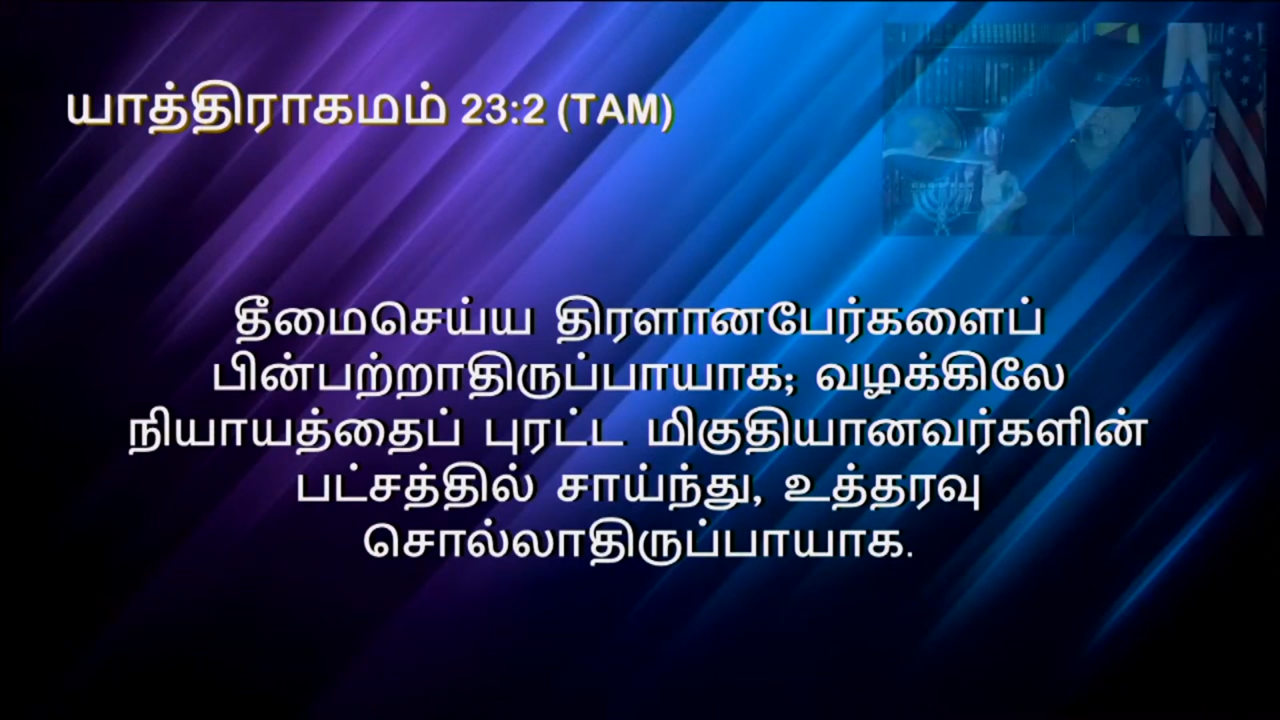 யாத்திராகமம் 23:2 (TAM)
தீமைசெய்ய திரளானபேர்களைப்
பின்பற்றாதிருப்பாயாக; வழக்கிலே
நியாயத்தைப் புரட்ட மிகுதியானவர்களின்
பட்சத்தில் சாய்ந்து, உத்தரவு
சொல்லாதிருப்பாயாக.